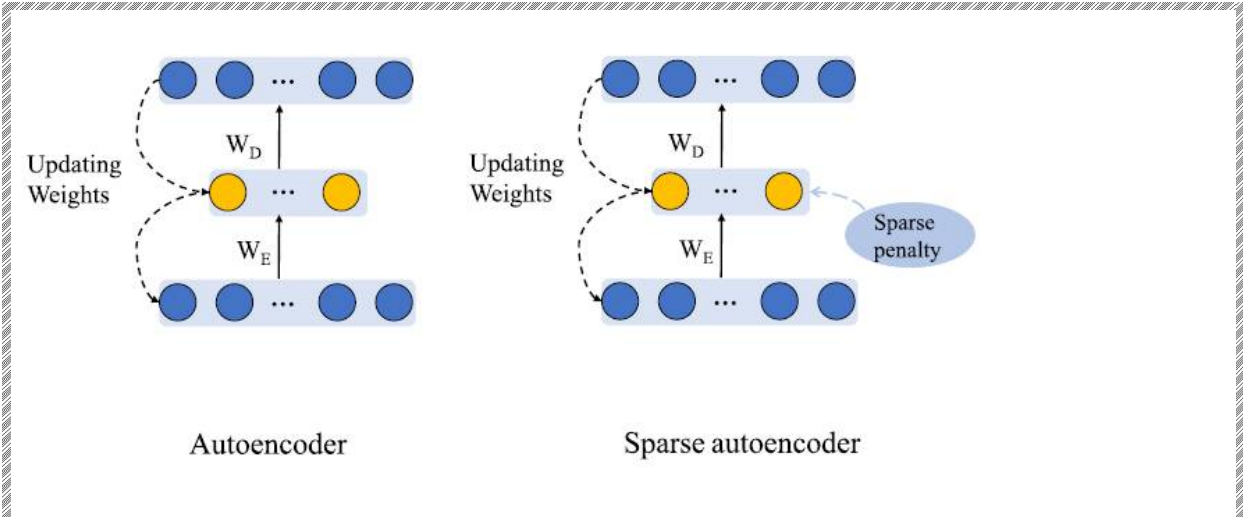 ...
W_D
Updating
Weights
...
W_E
...
Autoencoder
...
W_D
Updating
Weights
...
Sparse
penalty
W_E
...
Sparse autoencoder